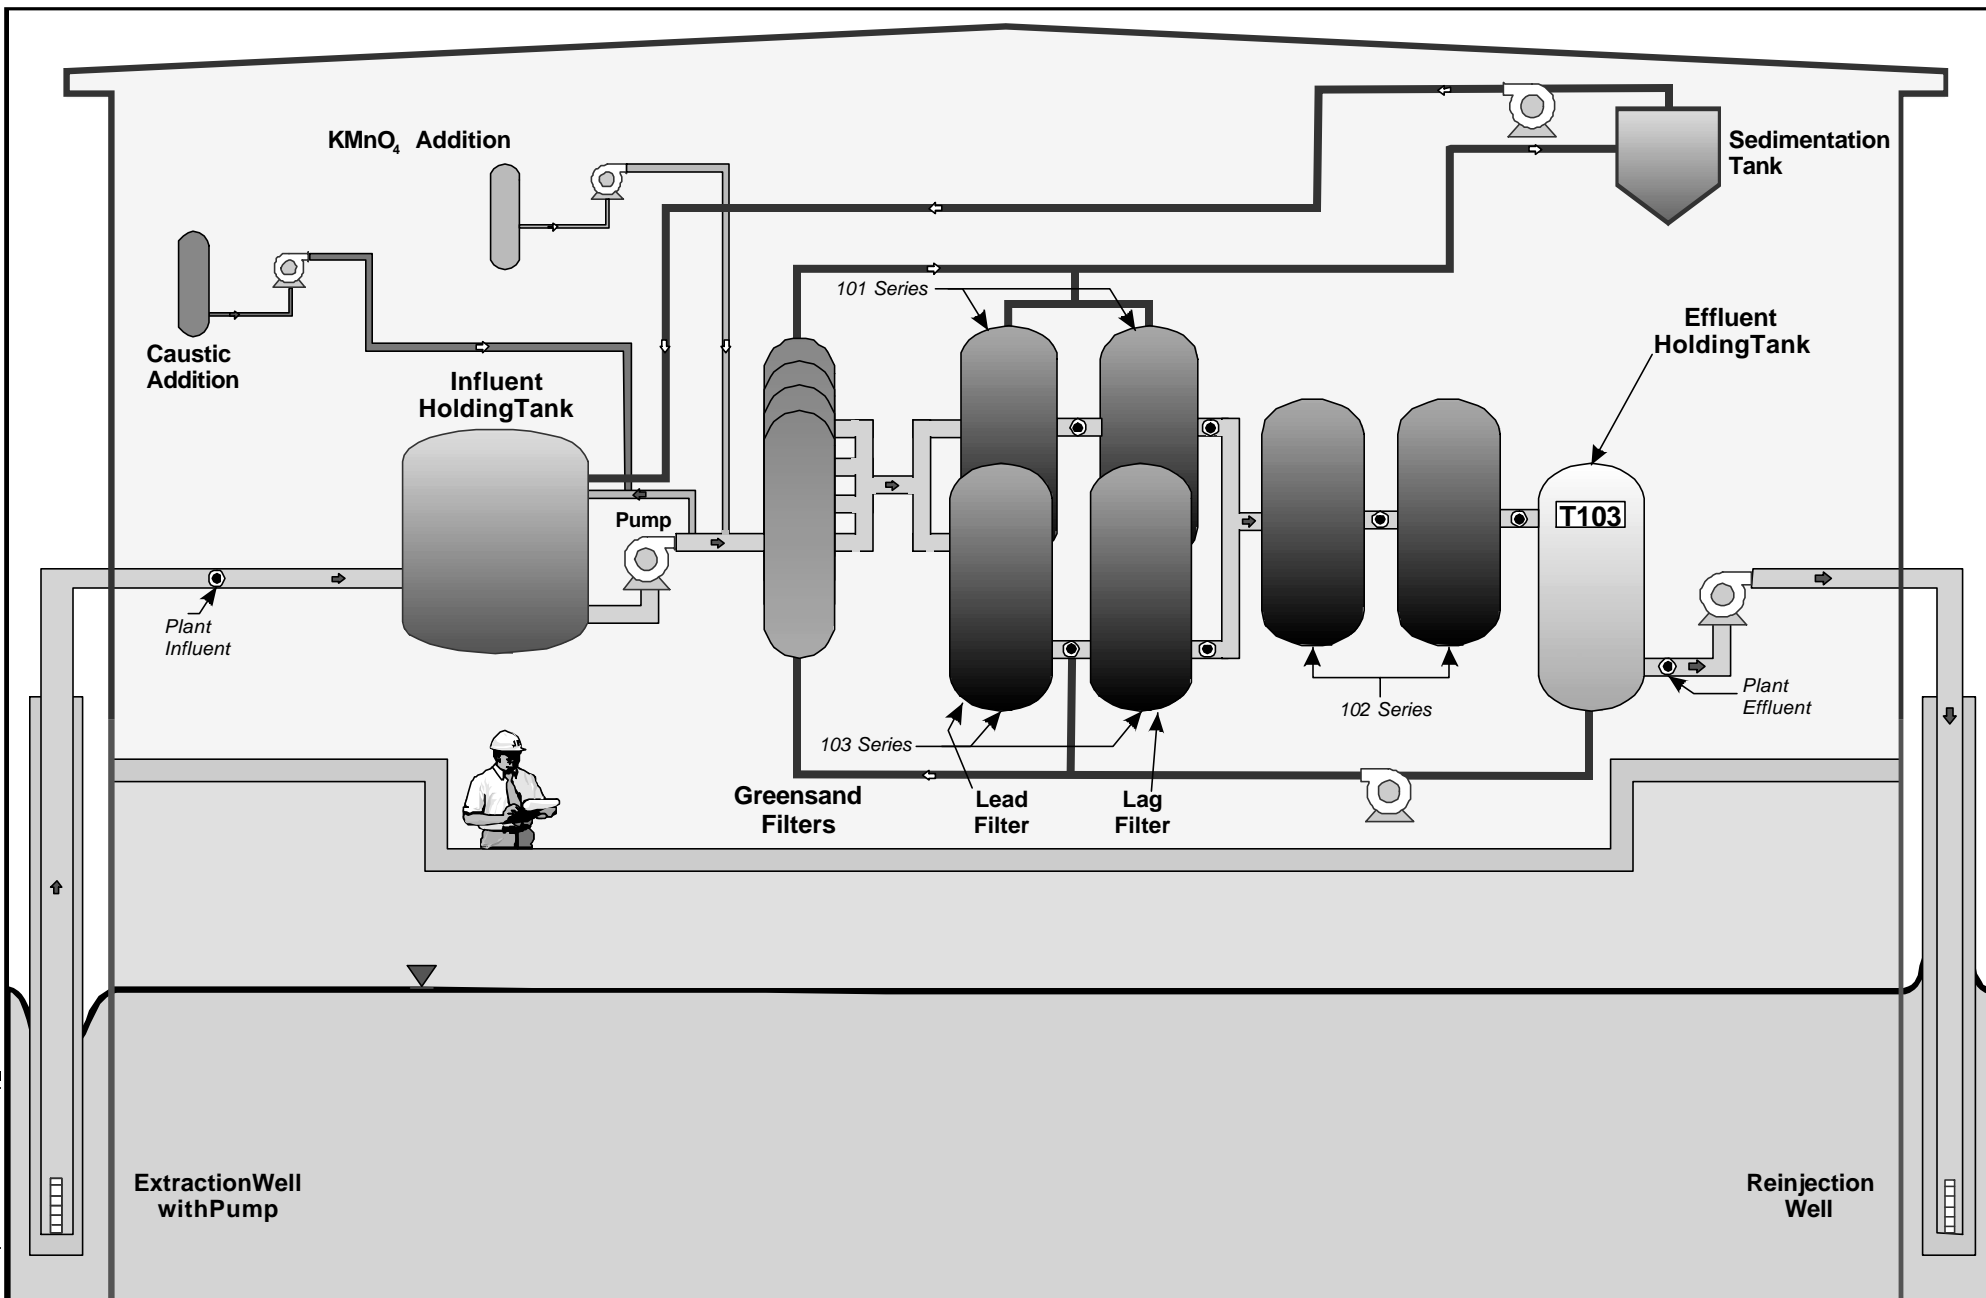 KMnO4 Addition
Sedimentation
Tank
101 Series
Effluent
HoldingTank
Caustic
Addition
Influent
HoldingTank
Pump
T103
Plant
Influent
Plant
Effluent
102 Series
103 Series
Greensand
Filters
Lead
Filter
Lag
Filter
ExtractionWell
withPump
Reinjection
Well